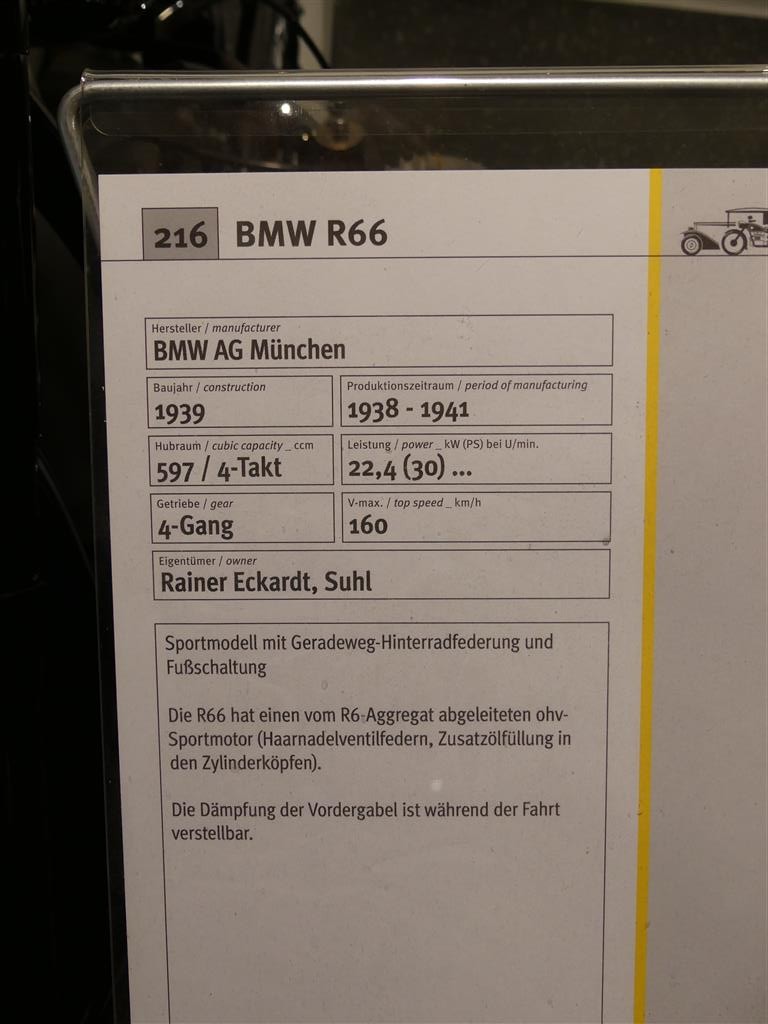 216 BMW R66
Hersteller / manufacturer
BMW AG München
Baujahr / construction
1939
Produktionszeitraum / period of manufacturing
1938 - 1941
Hubraum / cubic capacity _ ccm
597 / 4-Takt
Leistung / power _ kW (PS) bei U/min.
22,4 (30) ...
Getriebe / gear
4-Gang
V-max. / top speed _ km/h
160
Eigentümer / owner
Rainer Eckardt, Suhl
Sportmodell mit Geradeweg-Hinterradfederung und
Fußschaltung
Die R66 hat einen vom R6-Aggregat abgeleiteten ohv-
Sportmotor (Haarnadelventilfedern, Zusatzölfüllung in
den Zylinderköpfen).
Die Dämpfung der Vordergabel ist während der Fahrt
verstellbar.